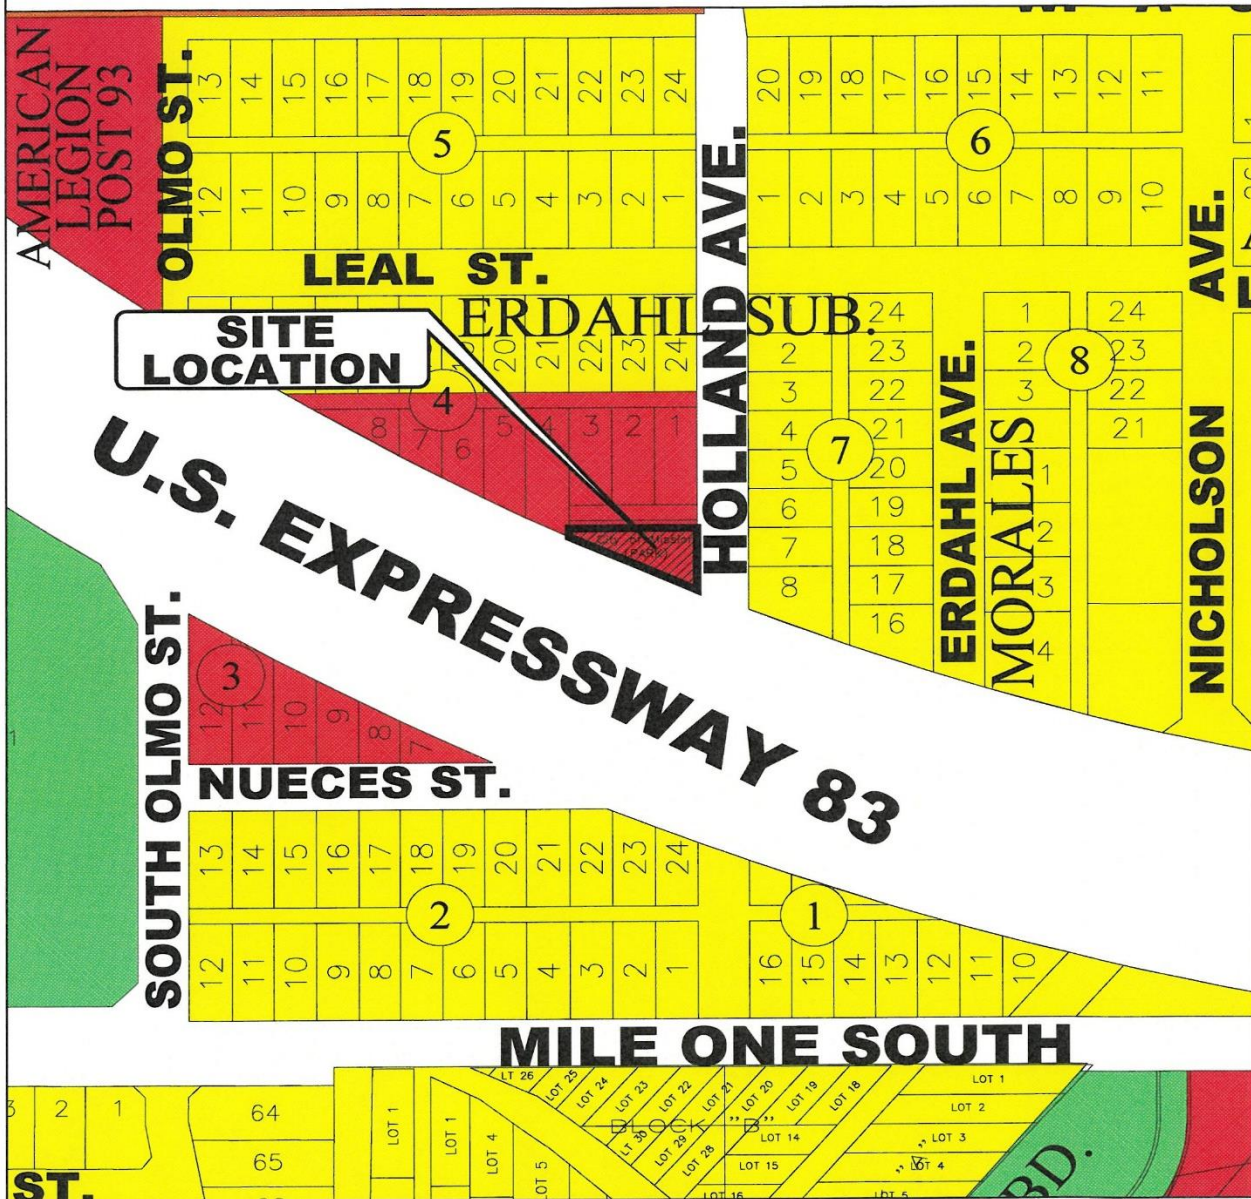 AMERICAN
LEGION
POST 93
OLMO ST.
13 14 15 16 17 18 19 20 21 22 23 24
5
12 11 10 9 8 7 6 5 4 3 2 1
20 19 18 17 16 15 14 13 12 11
6
1 2 3 4 5 6 7 8 9 10
HOLLAND AVE.
NICHOLSON AVE.
LEAL ST.
ERDAHL SUB.
SITE
LOCATION
20 21 22 23 24
4
8 7 6 5 4 3 2 1
City of Mission
(PARK)
2
3
4
5
6
7
8
7
24
23
22
21
20
19
18
17
16
ERDAHL AVE.
MORALES
1
2
3
1
2
3
4
8
24
23
22
21
U.S. EXPRESSWAY 83
SOUTH OLMO ST.
3
12 11 10 9 8 7
NUECES ST.
13 14 15 16 17 18 19 20 21 22 23 24
2
12 11 10 9 8 7 6 5 4 3 2 1
1
16 15 14 13 12 11 10
MILE ONE SOUTH
3 2 1
ST.
64
65
LOT 1
LOT 1
LOT 4
LOT 5
LT 26
LOT 25
LOT 24
LOT 23
LOT 22
LOT 21
LOT 20
LOT 19
LOT 18
BLOCK "B"
LT 30
LOT 29
LOT 28
LOT 14
LOT 15
LOT 16
LOT 1
LOT 2
LOT 3
LOT 4
LOT 5
BD.